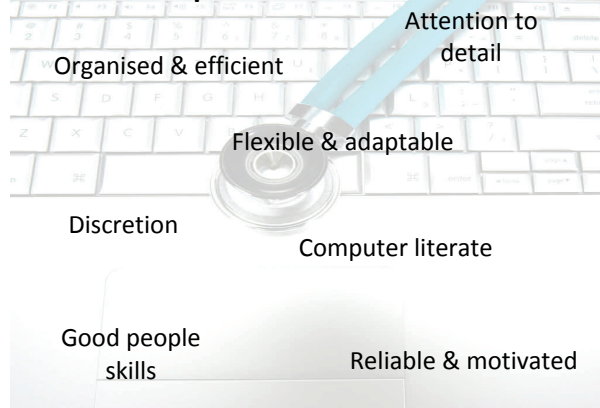 Attention to
detail
Organised & efficient
Flexible & adaptable
Discretion
Computer literate
Good people
skills
Reliable & motivated